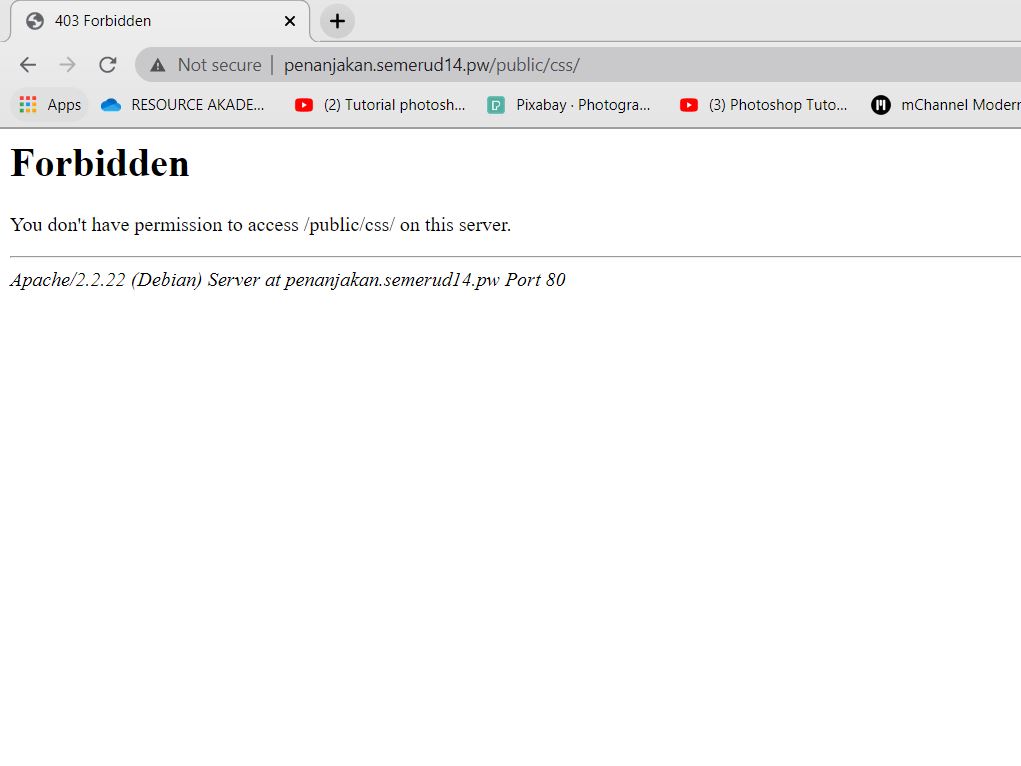 403 Forbidden
Not secure | penanjakan.semerud14.pw/public/css/
Apps RESOURCE AKADE... (2) Tutorial photosh... Pixabay · Photogra... (3) Photoshop Tuto... mChannel Modern
Forbidden
You don't have permission to access /public/css/ on this server.
Apache/2.2.22 (Debian) Server at penanjakan.semerud14.pw Port 80